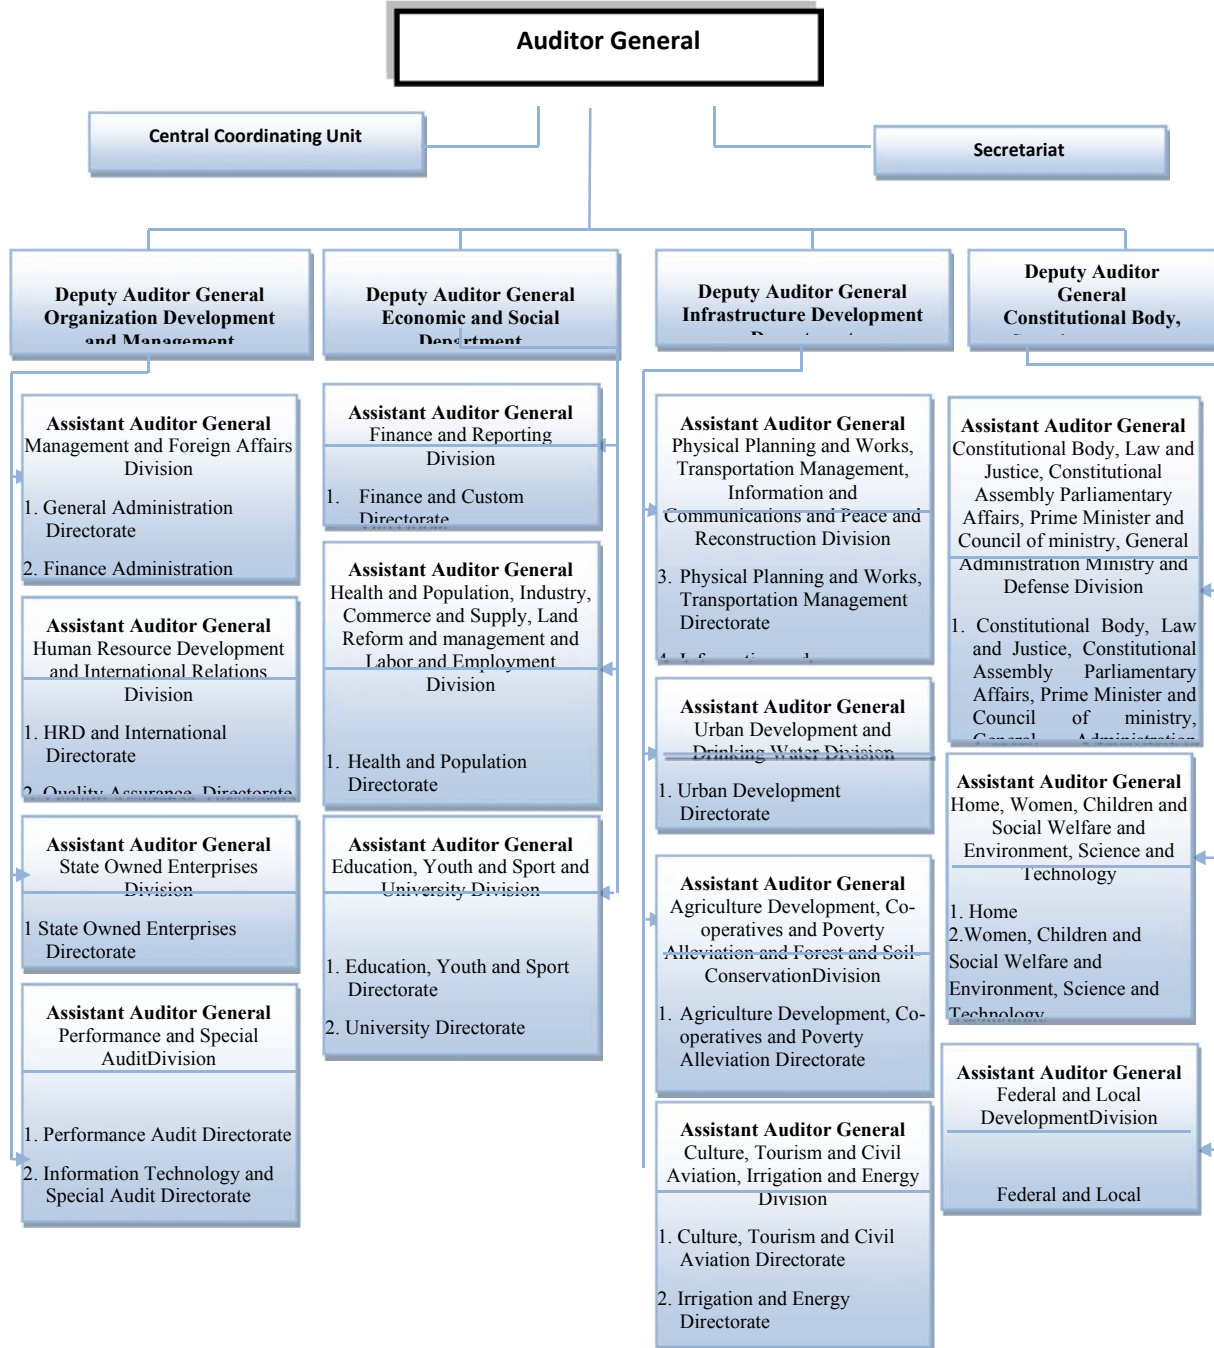 Auditor General
Central Coordinating Unit
Secretariat
Deputy Auditor General
Organization Development
and Management
Deputy Auditor General
Economic and Social
Department
Deputy Auditor General
Infrastructure Development
Deputy Auditor
General
Constitutional Body,
Assistant Auditor General
Management and Foreign Affairs
Division
1. General Administration
Directorate
2. Finance Administration
Assistant Auditor General
Human Resource Development
and International Relations
Division
1. HRD and International
Directorate
2. Quality Assurance Directorate
Assistant Auditor General
State Owned Enterprises
Division
1 State Owned Enterprises
Directorate
Assistant Auditor General
Performance and Special
AuditDivision
1. Performance Audit Directorate
2. Information Technology and
Special Audit Directorate
Assistant Auditor General
Finance and Reporting
Division
1. Finance and Custom
Directorate
Assistant Auditor General
Health and Population, Industry,
Commerce and Supply, Land
Reform and management and
Labor and Employment
Division
1. Health and Population
Directorate
Assistant Auditor General
Education, Youth and Sport and
University Division
1. Education, Youth and Sport
Directorate
2. University Directorate
Assistant Auditor General
Physical Planning and Works,
Transportation Management,
Information and
Communications and Peace and
Reconstruction Division
3. Physical Planning and Works,
Transportation Management
Directorate
Assistant Auditor General
Urban Development and
Drinking Water Division
1. Urban Development
Directorate
Assistant Auditor General
Agriculture Development, Co-
operatives and Poverty
Alleviation and Forest and Soil
ConservationDivision
1. Agriculture Development, Co-
operatives and Poverty
Alleviation Directorate
Assistant Auditor General
Culture, Tourism and Civil
Aviation, Irrigation and Energy
Division
1. Culture, Tourism and Civil
Aviation Directorate
2. Irrigation and Energy
Directorate
Assistant Auditor General
Constitutional Body, Law and
Justice, Constitutional
Assembly Parliamentary
Affairs, Prime Minister and
Council of ministry, General
Administration Ministry and
Defense Division
1. Constitutional Body, Law
and Justice, Constitutional
Assembly Parliamentary
Affairs, Prime Minister and
Council of ministry,
General Administration
Assistant Auditor General
Home, Women, Children and
Social Welfare and
Environment, Science and
Technology
1. Home
2.Women, Children and
Social Welfare and
Environment, Science and
Technology
Assistant Auditor General
Federal and Local
DevelopmentDivision
Federal and Local